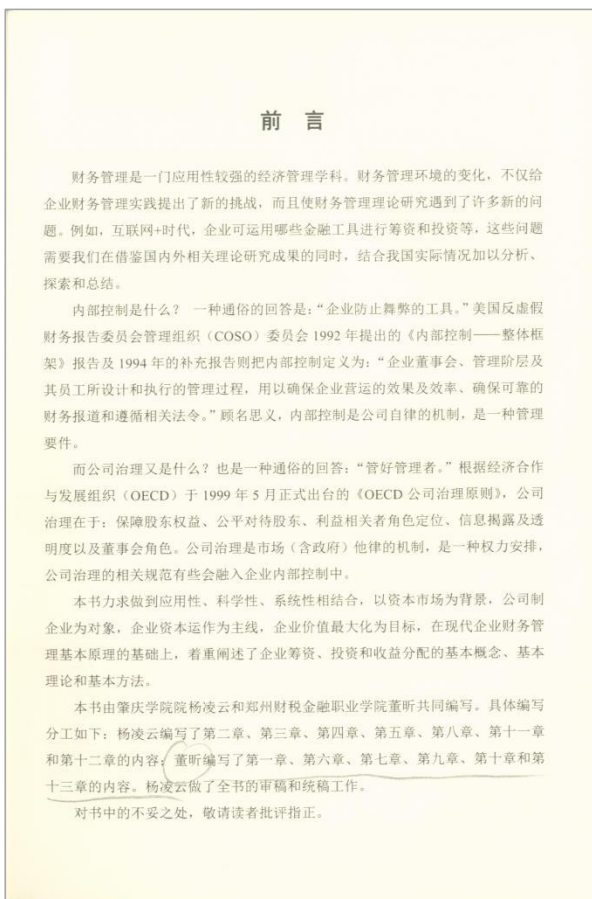 前 言
财务管理是一门应用性较强的经济管理学科。财务管理环境的变化，不仅给
企业财务管理实践提出了新的挑战，而且使财务管理理论研究遇到了许多新的问
题。例如，互联网+时代，企业可运用哪些金融工具进行筹资和投资等，这些问题
需要我们在借鉴国内外相关理论研究成果的同时，结合我国实际情况加以分析、
探索和总结。
内部控制是什么？ 一种通俗的回答是：“企业防止舞弊的工具。”美国反虚假
财务报告委员会管理组织（COSO）委员会 1992 年提出的《内部控制——整体框
架》报告及 1994 年的补充报告则把内部控制定义为：“企业董事会、管理阶层及
其员工所设计和执行的管理过程，用以确保企业营运的效果及效率、确保可靠的
财务报道和遵循相关法令。”顾名思义，内部控制是公司自律的机制，是一种管理
要件。
而公司治理又是什么？也是一种通俗的回答：“管好管理者。”根据经济合作
与发展组织（OECD）于 1999 年 5 月正式出台的《OECD 公司治理原则》，公司
治理在于：保障股东权益、公平对待股东、利益相关者角色定位、信息揭露及透
明度以及董事会角色。公司治理是市场（含政府）他律的机制，是一种权力安排，
公司治理的相关规范有些会融入企业内部控制中。
本书力求做到应用性、科学性、系统性相结合，以资本市场为背景，公司制
企业为对象，企业资本运作为主线，企业价值最大化为目标，在现代企业财务管
理基本原理的基础上，着重阐述了企业筹资、投资和收益分配的基本概念、基本
理论和基本方法。
本书由肇庆学院院杨凌云和郑州财税金融职业学院董昕共同编写。具体编写
分工如下：杨凌云编写了第二章、第三章、第四章、第五章、第八章、第十一章
和第十二章的内容；董昕编写了第一章、第六章、第七章、第九章、第十章和第
十三章的内容。杨凌云做了全书的审稿和统稿工作。
对书中的不妥之处，敬请读者批评指正。